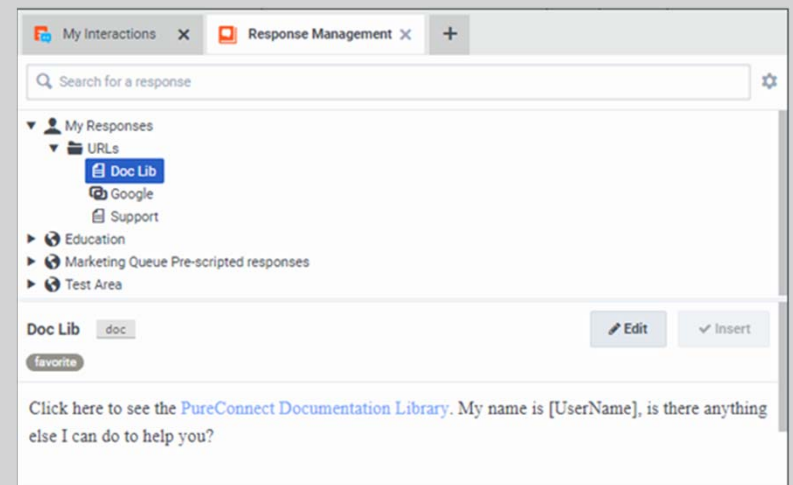 My Interactions
Response Management
Search for a response
My Responses
URLs
Doc Lib
Google
Support
Education
Marketing Queue Pre-scripted responses
Test Area
Doc Lib doc
Edit
Insert
favorite
Click here to see the PureConnect Documentation Library. My name is [UserName], is there anything
else I can do to help you?